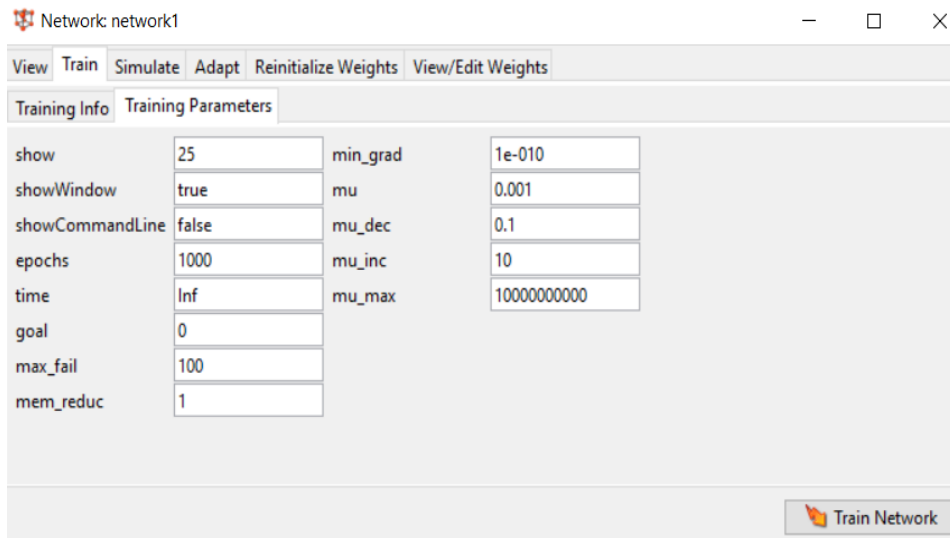 Network: network1
View Train Simulate Adapt Reinitialize Weights View/Edit Weights
Training Info Training Parameters
show 25 min_grad 1e-010
showWindow true mu 0.001
showCommandLine false mu_dec 0.1
epochs 1000 mu_inc 10
time Inf mu_max 10000000000
goal 0
max_fail 100
mem_reduc 1
Train Network